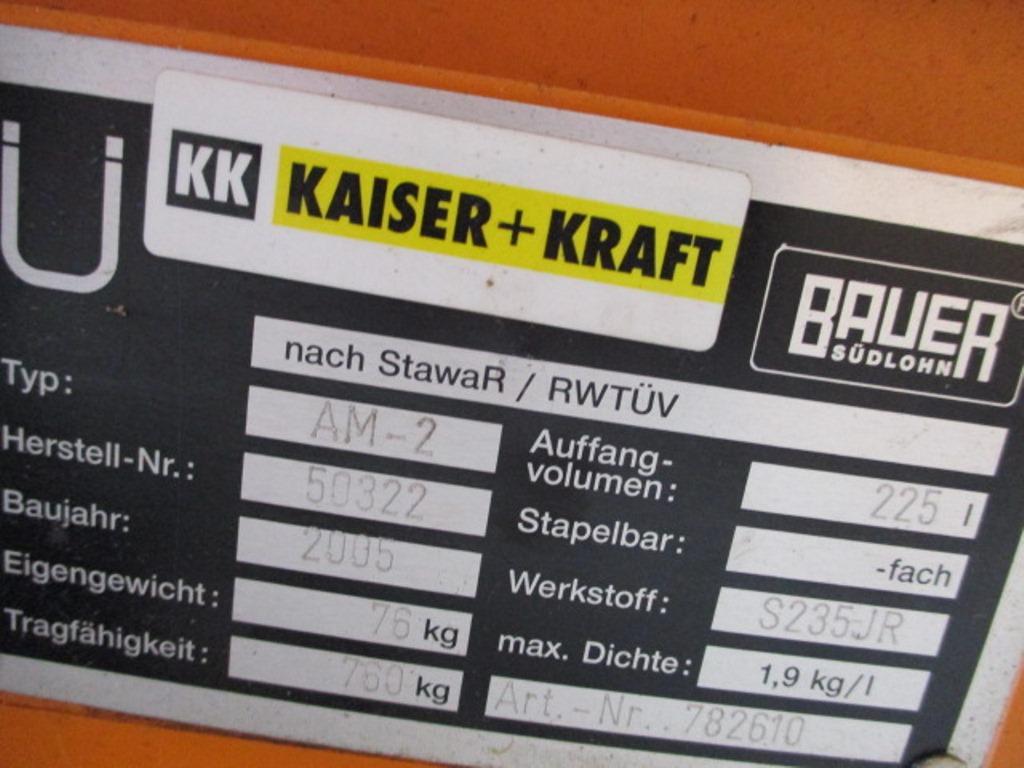 Ü
KK KAISER+KRAFT
BAUER
SÜDLOHN
nach StawaR / RWTÜV
Typ: AM-2
Herstell-Nr.: 50322
Baujahr: 2005
Eigengewicht: 76 kg
Tragfähigkeit: 760 kg
Auffang-
volumen: 225 l
Stapelbar: -fach
Werkstoff: S235JR
max. Dichte: 1,9 kg/l
Art.-Nr.. 782610